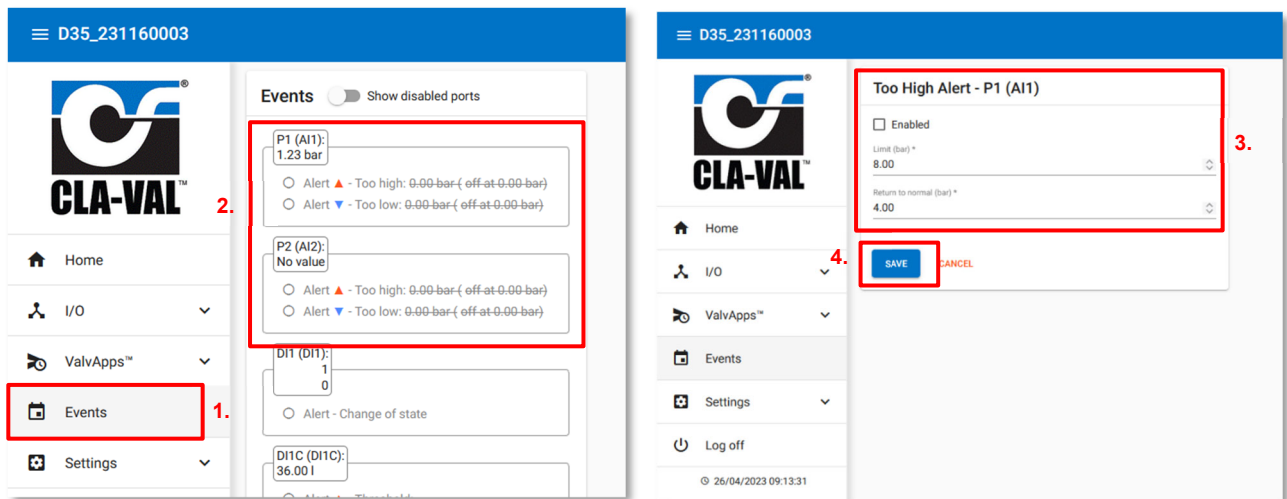 D35_231160003
®
CLA-VAL™
Home
I/O
ValvApps™
Events
1.
Settings
Events Show disabled ports
2.
P1 (AI1):
1.23 bar
Alert ▲ - Too high: 0.00 bar ( off at 0.00 bar)
Alert ▼ - Too low: 0.00 bar ( off at 0.00 bar)
P2 (AI2):
No value
Alert ▲ - Too high: 0.00 bar ( off at 0.00 bar)
Alert ▼ - Too low: 0.00 bar ( off at 0.00 bar)
DI1 (DI1):
1
0
Alert - Change of state
DI1C (DI1C):
36.00 l
D35_231160003
®
CLA-VAL™
Home
I/O
ValvApps™
Events
Settings
Log off
26/04/2023 09:13:31
Too High Alert - P1 (AI1)
Enabled
3.
Limit (bar) *
8.00
Return to normal (bar) *
4.00
4.
SAVE CANCEL